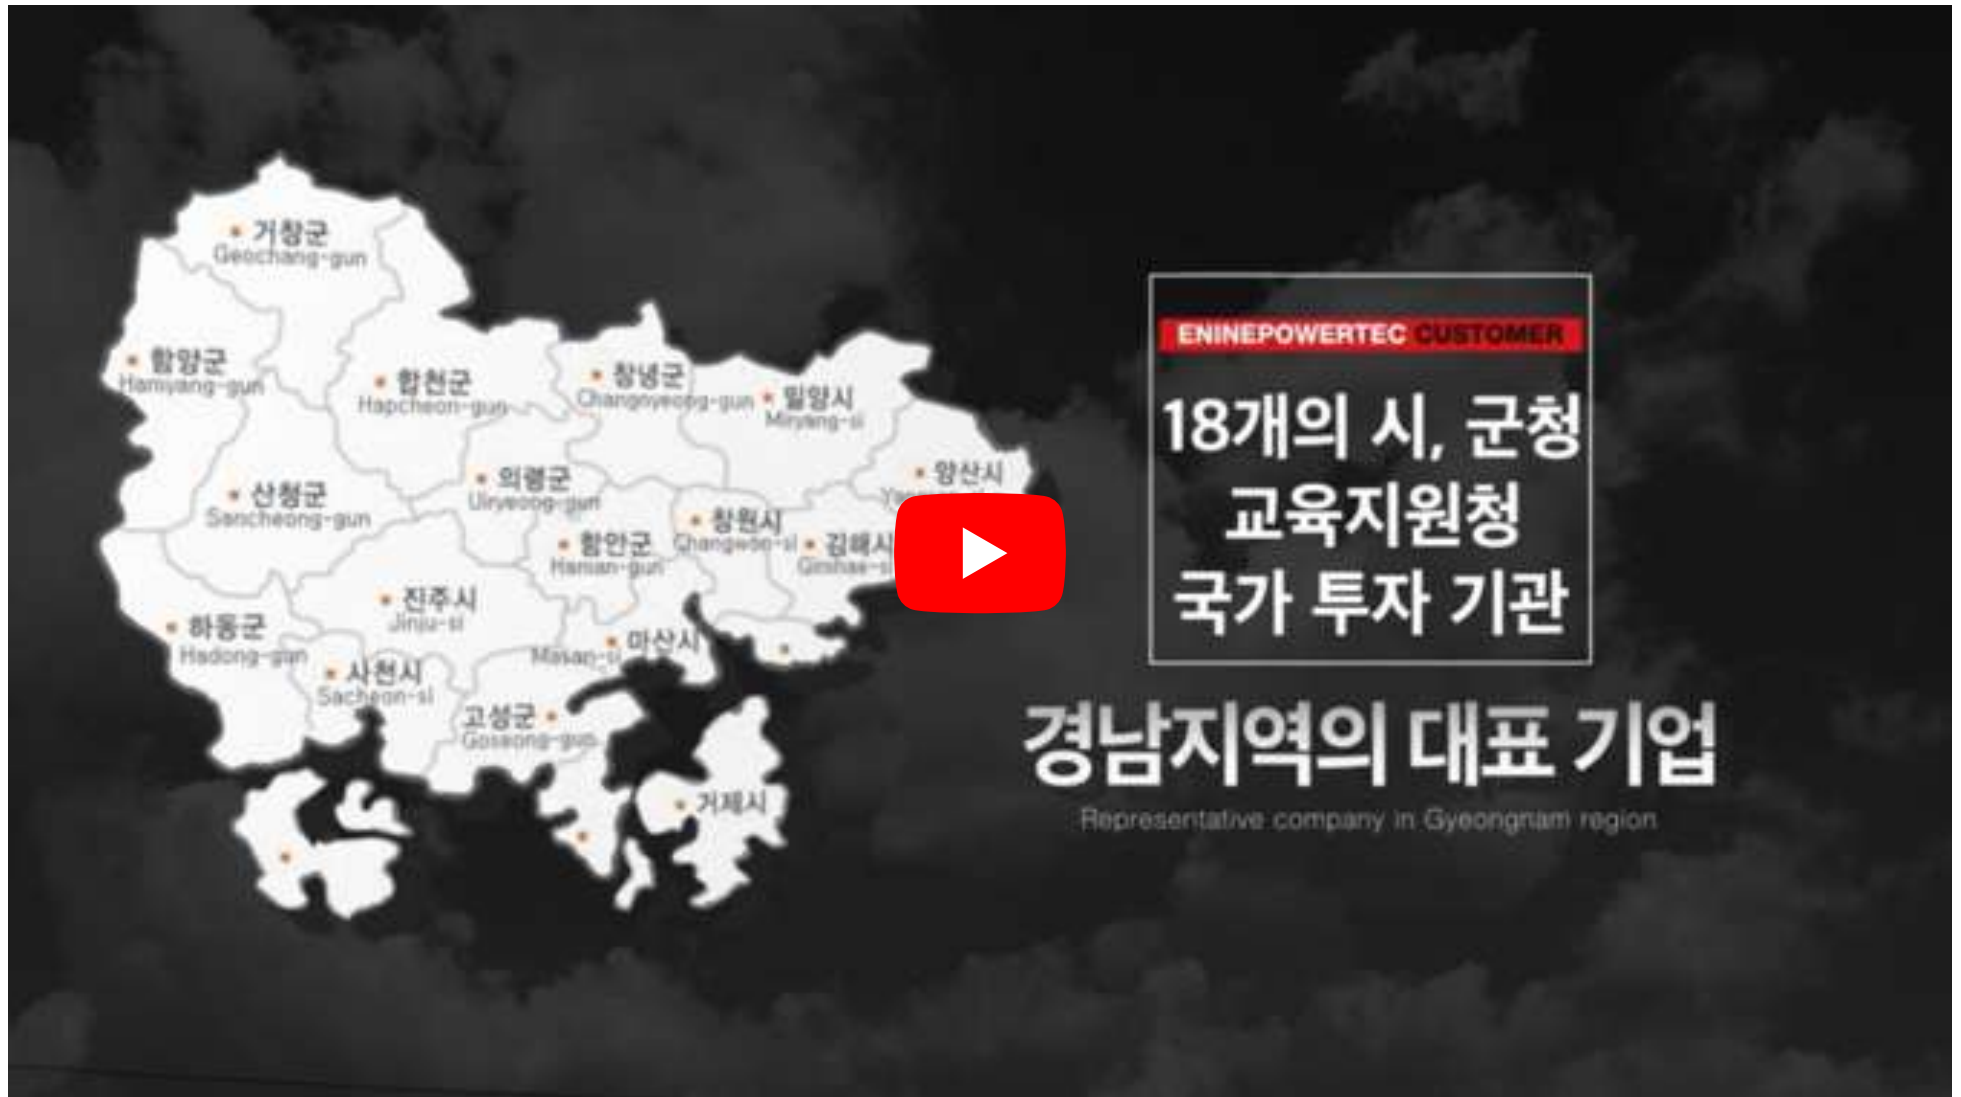 거창군
Geochang-gun
함양군
Hamyang-gun
합천군
Hapcheon-gun
창녕군
Changnyeong-gun
밀양시
Miryang-si
양산시
산청군
Sancheong-gun
의령군
Uiryeong-gun
창원시
Changwon-si
함안군
Haman-gun
김해시
Gimhae-si
진주시
Jinju-si
하동군
Hadong-gun
마산시
Masan-si
사천시
Sacheon-si
고성군
Goseong-gun
거제시
ENINEPOWERTEC CUSTOMER
18개의 시, 군청
교육지원청
국가 투자 기관
경남지역의 대표 기업
Representative company in Gyeongnam region